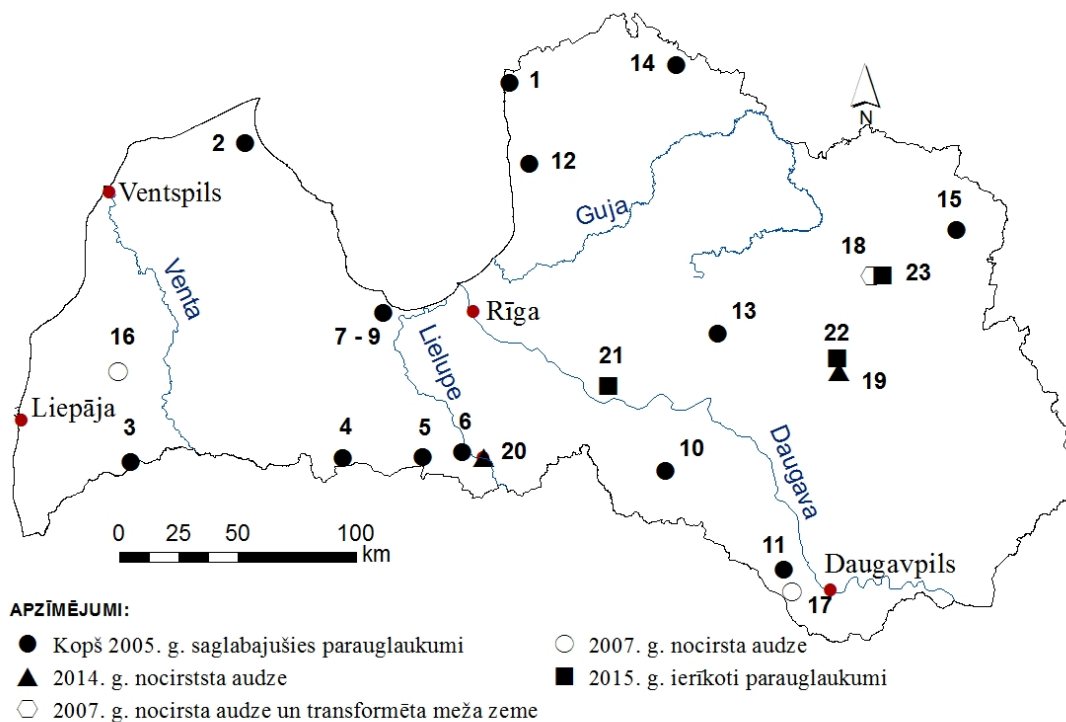 14
1
N
2
12
Ventspils
15
Guja
18
23
Venta
Rīga
13
7 - 9
16
Lielupe
21
22
19
Liepāja
3
4
5
6
20
10
Daugava
0 25 50 100
km
11
Daugavpils
17
APZĪMĒJUMI:
Kopš 2005. g. saglabajušies parauglaukumi
2007. g. nocirsta audze
2014. g. nocirststa audze
2015. g. ierīkoti parauglaukumi
2007. g. nocirsta audze un transformēta meža zeme